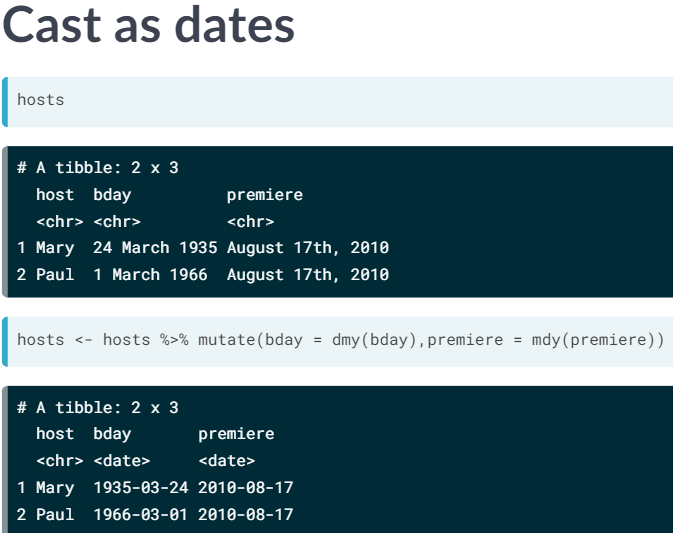 Cast as dates
hosts
# A tibble: 2 x 3
  host  bday          premiere
  <chr> <chr>         <chr>
1 Mary  24 March 1935 August 17th, 2010
2 Paul  1 March 1966  August 17th, 2010
hosts <- hosts %>% mutate(bday = dmy(bday),premiere = mdy(premiere))
# A tibble: 2 x 3
  host  bday       premiere
  <chr> <date>     <date>
1 Mary  1935-03-24 2010-08-17
2 Paul  1966-03-01 2010-08-17